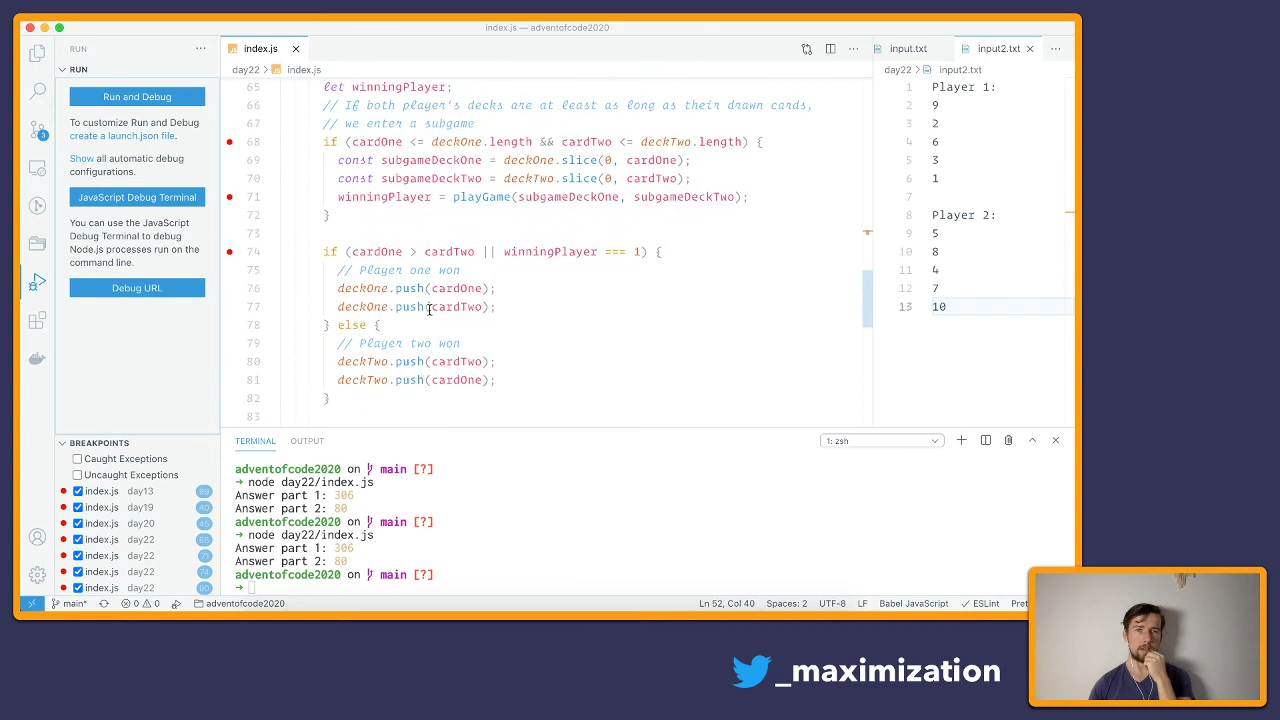 index.js — adventofcode2020
RUN
index.js
input.txt
input2.txt
RUN
day22 > index.js
day22 > input2.txt
Run and Debug
To customize Run and Debug
create a launch.json file.
Show all automatic debug
configurations.
JavaScript Debug Terminal
You can use the JavaScript
Debug Terminal to debug
Node.js processes run on the
command line.
Debug URL
65 let winningPlayer;
66 // If both player's decks are at least as long as their drawn cards,
67 // we enter a subgame
68 if (cardOne <= deckOne.length && cardTwo <= deckTwo.length) {
69 const subgameDeckOne = deckOne.slice(0, cardOne);
70 const subgameDeckTwo = deckTwo.slice(0, cardTwo);
71 winningPlayer = playGame(subgameDeckOne, subgameDeckTwo);
72 }
73
74 if (cardOne > cardTwo || winningPlayer === 1) {
75 // Player one won
76 deckOne.push(cardOne);
77 deckOne.push(cardTwo);
78 } else {
79 // Player two won
80 deckTwo.push(cardTwo);
81 deckTwo.push(cardOne);
82 }
83
1 Player 1:
2 9
3 2
4 6
5 3
6 1
7
8 Player 2:
9 5
10 8
11 4
12 7
13 10
BREAKPOINTS
Caught Exceptions
Uncaught Exceptions
index.js day13 99
index.js day19 40
index.js day20 45
index.js day22 68
index.js day22 71
index.js day22 74
index.js day22 90
TERMINAL
OUTPUT
1: zsh
adventofcode2020 on main [?]
→ node day22/index.js
Answer part 1: 306
Answer part 2: 80
adventofcode2020 on main [?]
→ node day22/index.js
Answer part 1: 306
Answer part 2: 80
adventofcode2020 on main [?]
→
main*
0 0
adventofcode2020
Ln 52, Col 40
Spaces: 2
UTF-8
LF
Babel JavaScript
ESLint
3
_maximization